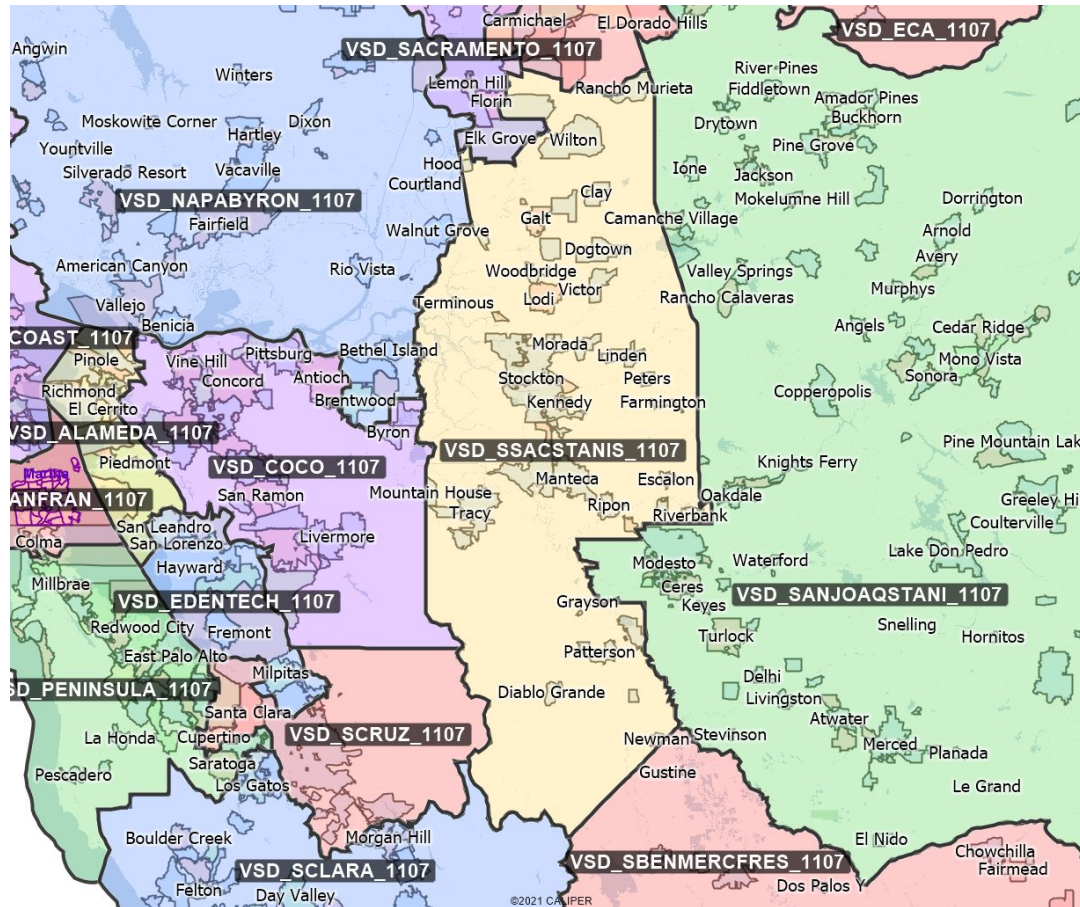 Carmichael
El Dorado Hills
VSD_ECA_1107
VSD_SACRAMENTO_1107
Angwin
Winters
Lemon Hill
Florin
Rancho Murieta
River Pines
Fiddletown
Amador Pines
Buckhorn
Moskowite Corner
Hartley
Dixon
Drytown
Yountville
Elk Grove
Wilton
Pine Grove
Silverado Resort
Vacaville
Hood
Courtland
Ione
Jackson
VSD_NAPABYRON_1107
Clay
Mokelumne Hill
Dorrington
Fairfield
Walnut Grove
Galt
Camanche Village
Arnold
Dogtown
Avery
American Canyon
Rio Vista
Woodbridge
Valley Springs
Victor
Murphys
Vallejo
Terminous
Lodi
Rancho Calaveras
Benicia
Angels
Cedar Ridge
COAST_1107
Pinole
Vine Hill
Pittsburg
Bethel Island
Morada
Linden
Mono Vista
Concord
Antioch
Stockton
Peters
Sonora
Richmond
El Cerrito
Brentwood
Kennedy
Farmington
Copperopolis
VSD_ALAMEDA_1107
Byron
VSD_SSACSTANIS_1107
Pine Mountain Lak
Piedmont
VSD_COCO_1107
Knights Ferry
Manteca
Escalon
ANFRAN_1107
San Ramon
Mountain House
Oakdale
Greeley Hi
Tracy
Ripon
Riverbank
Coulterville
San Leandro
San Lorenzo
Livermore
Colma
Hayward
Modesto
Waterford
Lake Don Pedro
Millbrae
Ceres
VSD_EDENTECH_1107
Grayson
Keyes
VSD_SANJOAQSTANI_1107
Redwood City
Fremont
Turlock
Snelling
Hornitos
East Palo Alto
Patterson
Milpitas
Delhi
SD_PENINSULA_1107
Diablo Grande
Livingston
Santa Clara
Atwater
La Honda
Cupertino
VSD_SCRUZ_1107
Newman
Stevinson
Merced
Planada
Saratoga
Pescadero
Los Gatos
Gustine
Le Grand
Boulder Creek
Morgan Hill
El Nido
VSD_SCLARA_1107
VSD_SBENMERCFRES_1107
Chowchilla
Fairmead
Felton
Day Valley
Dos Palos Y
©2021 CALIPER